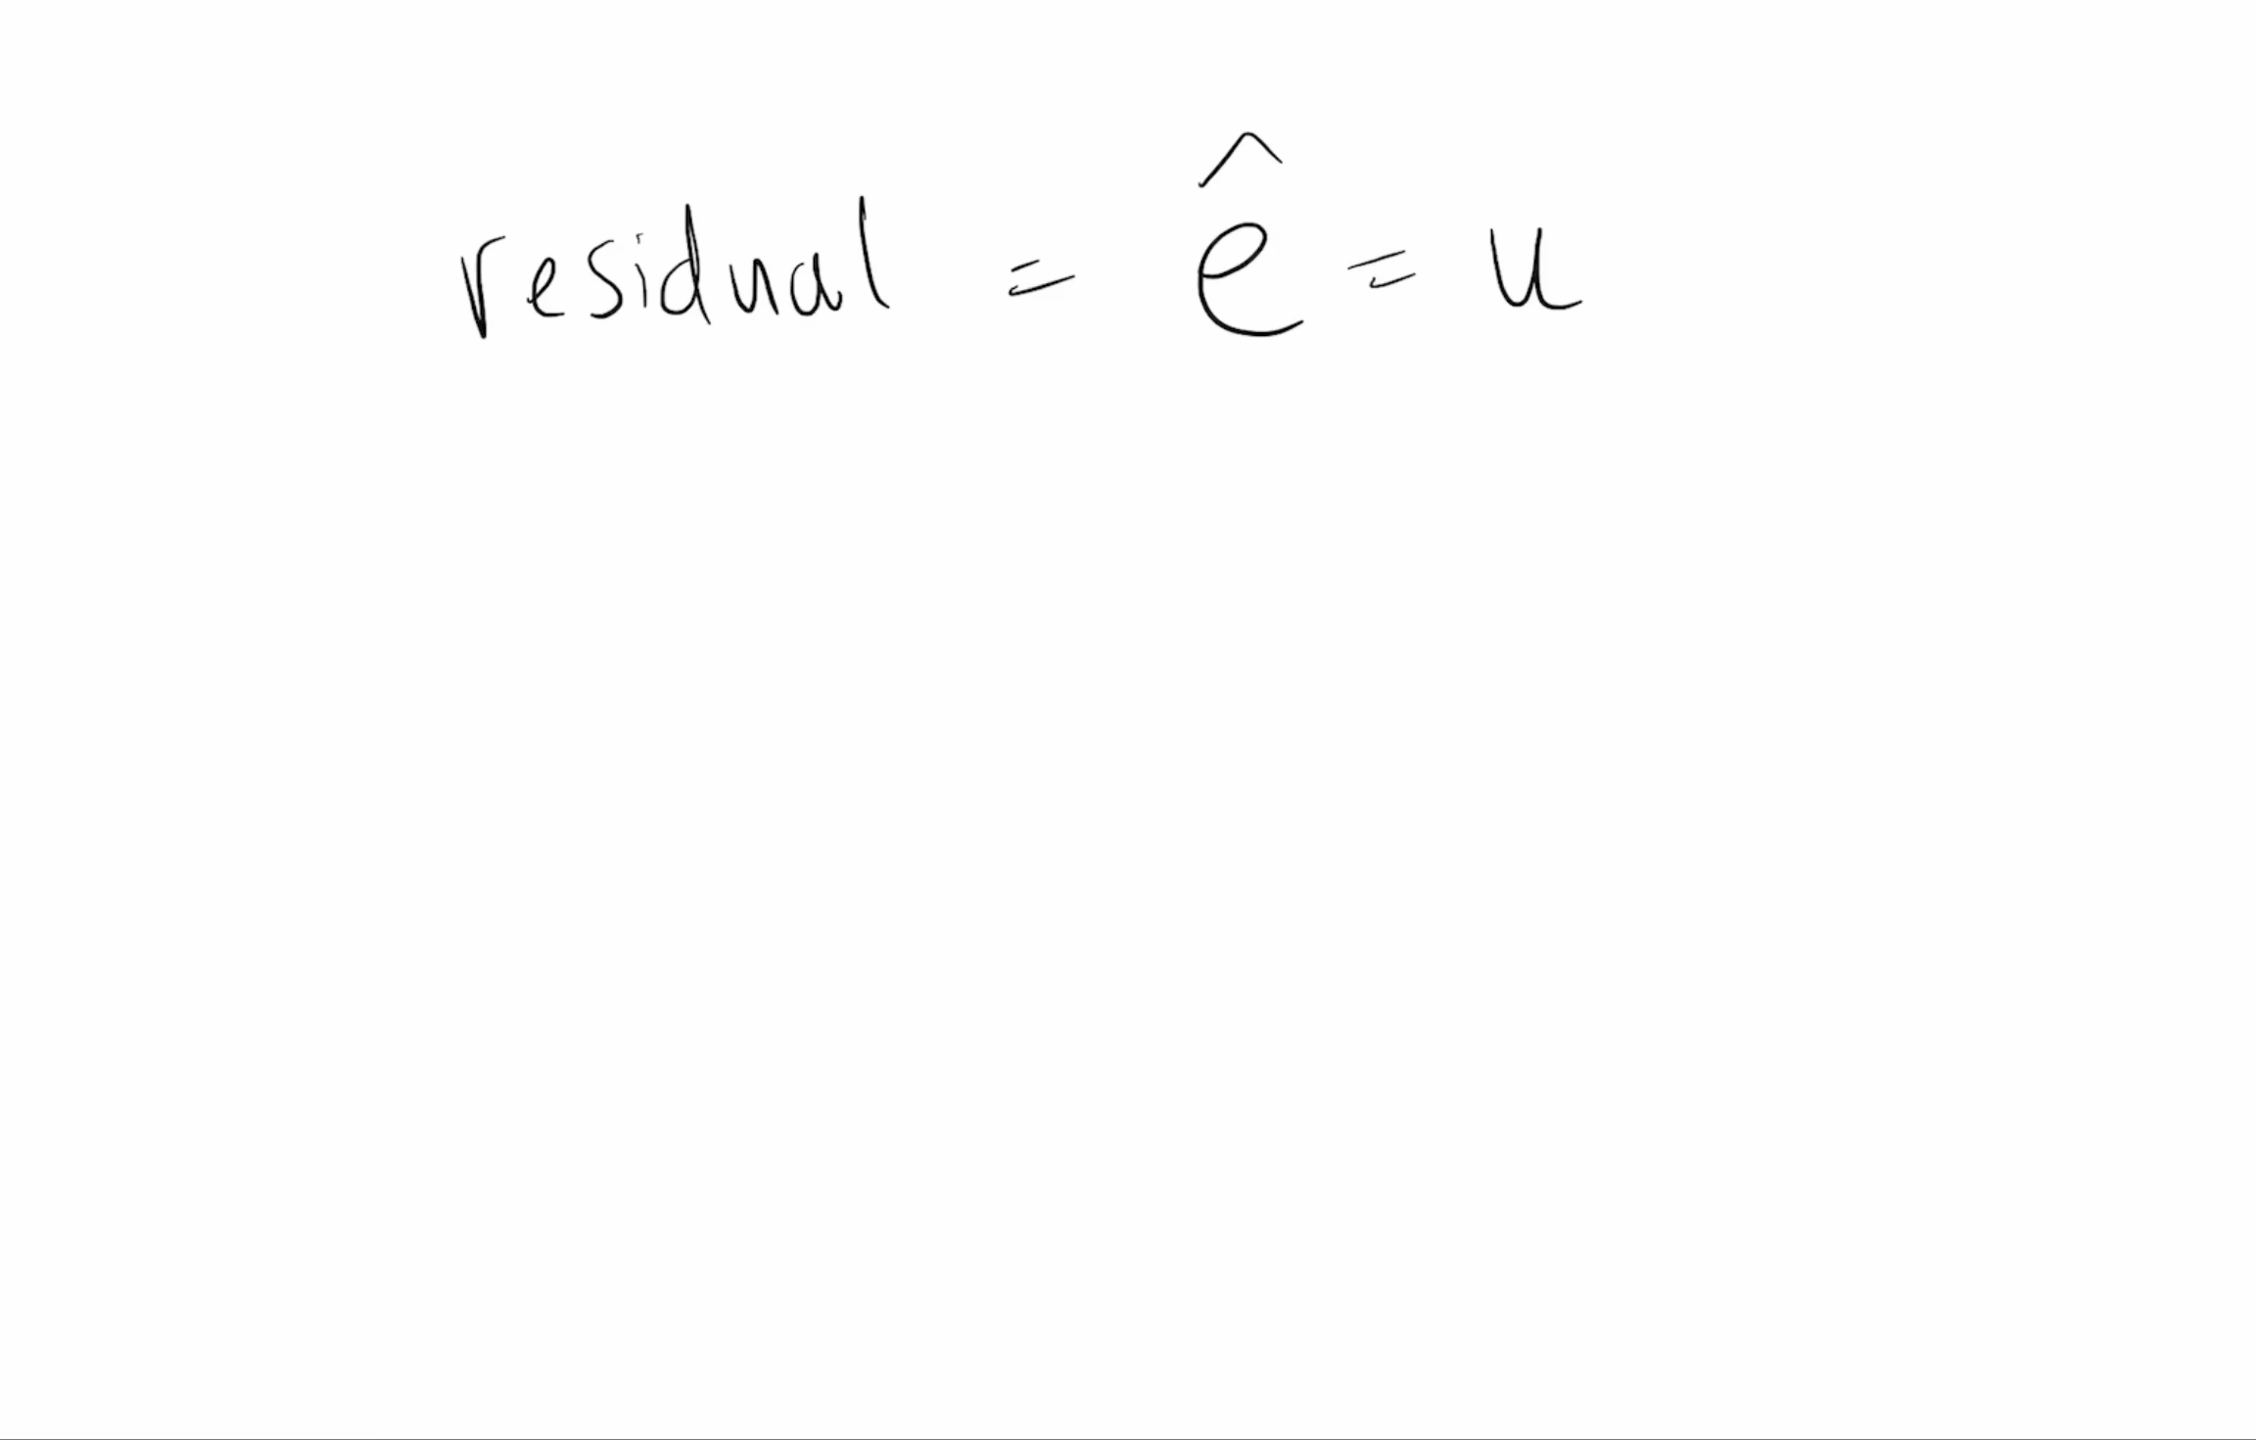 residual = ê = u